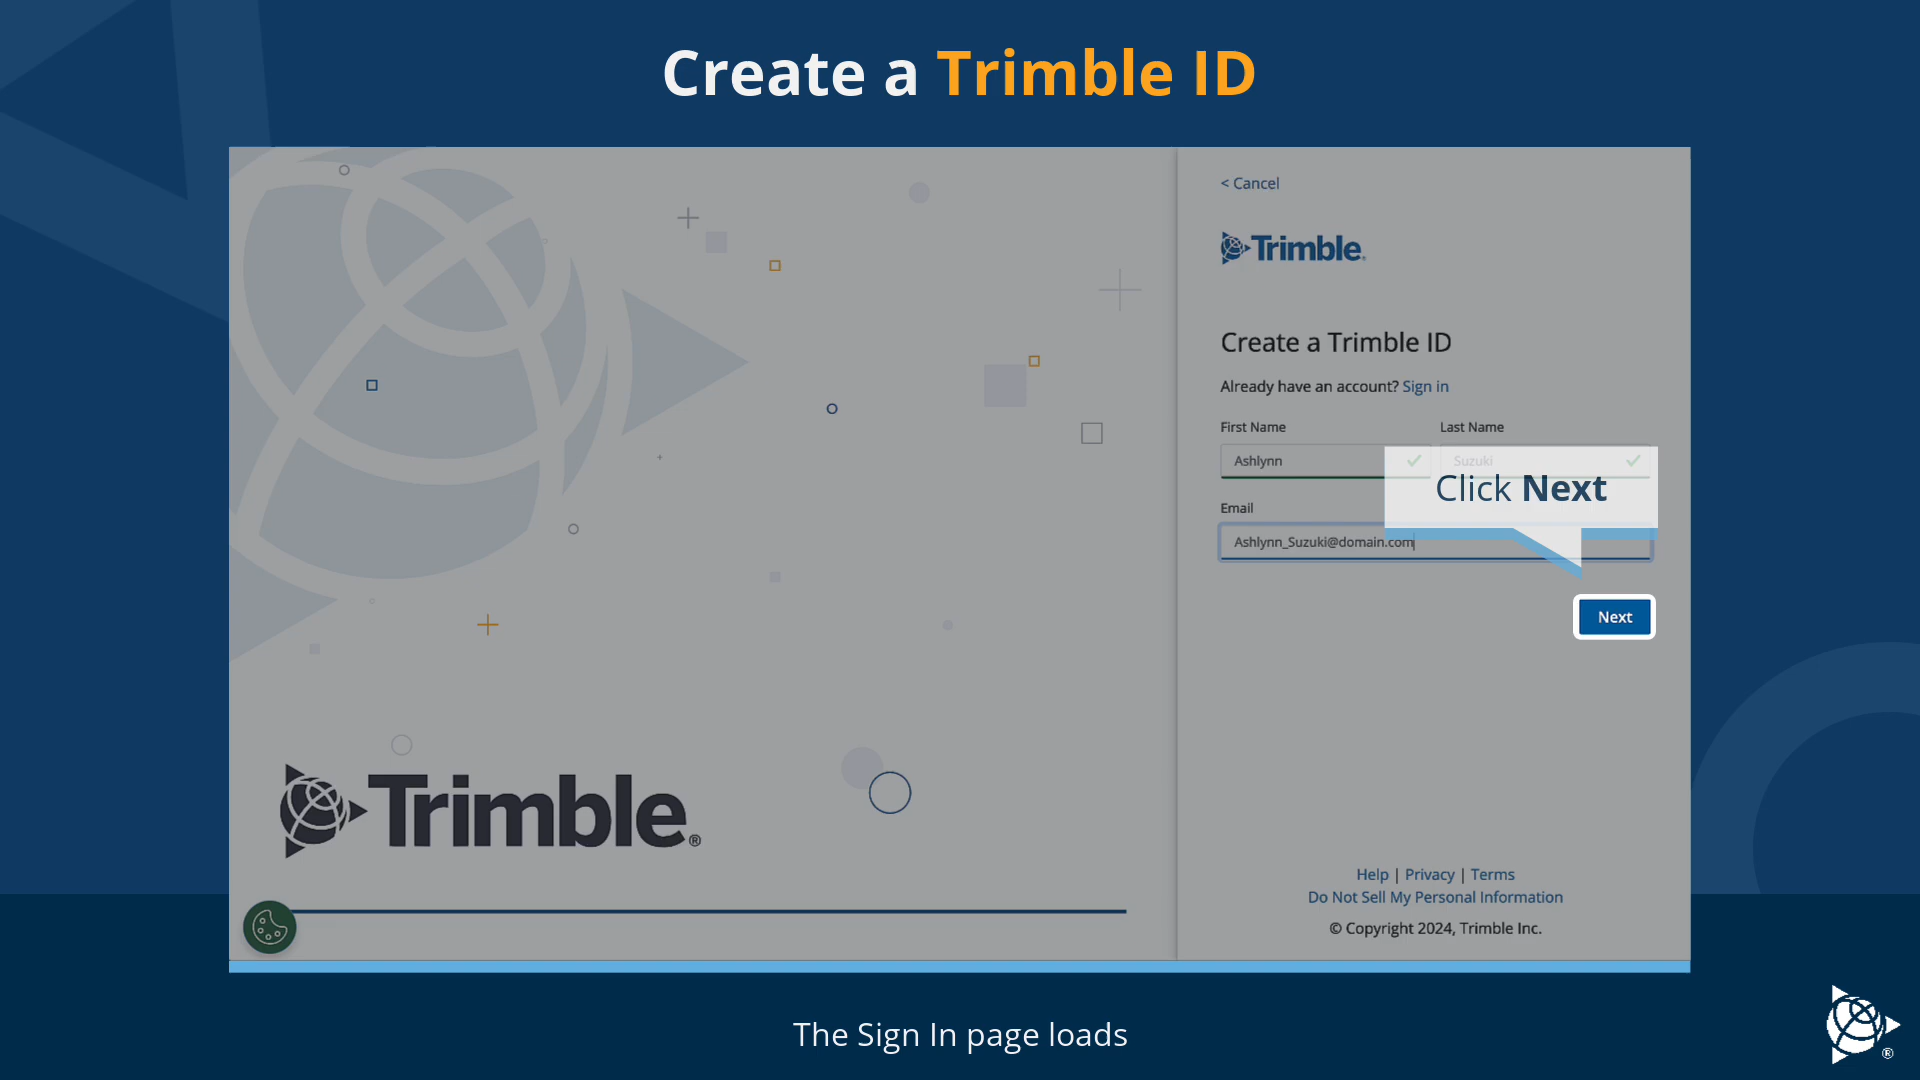 Create a Trimble ID
< Cancel
Trimble®
Create a Trimble ID
Already have an account? Sign in
First Name
Last Name
Ashlynn
Suzuki
Click Next
Email
Ashlynn_Suzuki@domain.com
Next
Trimble®
Help | Privacy | Terms
Do Not Sell My Personal Information
© Copyright 2024, Trimble Inc.
The Sign In page loads
®